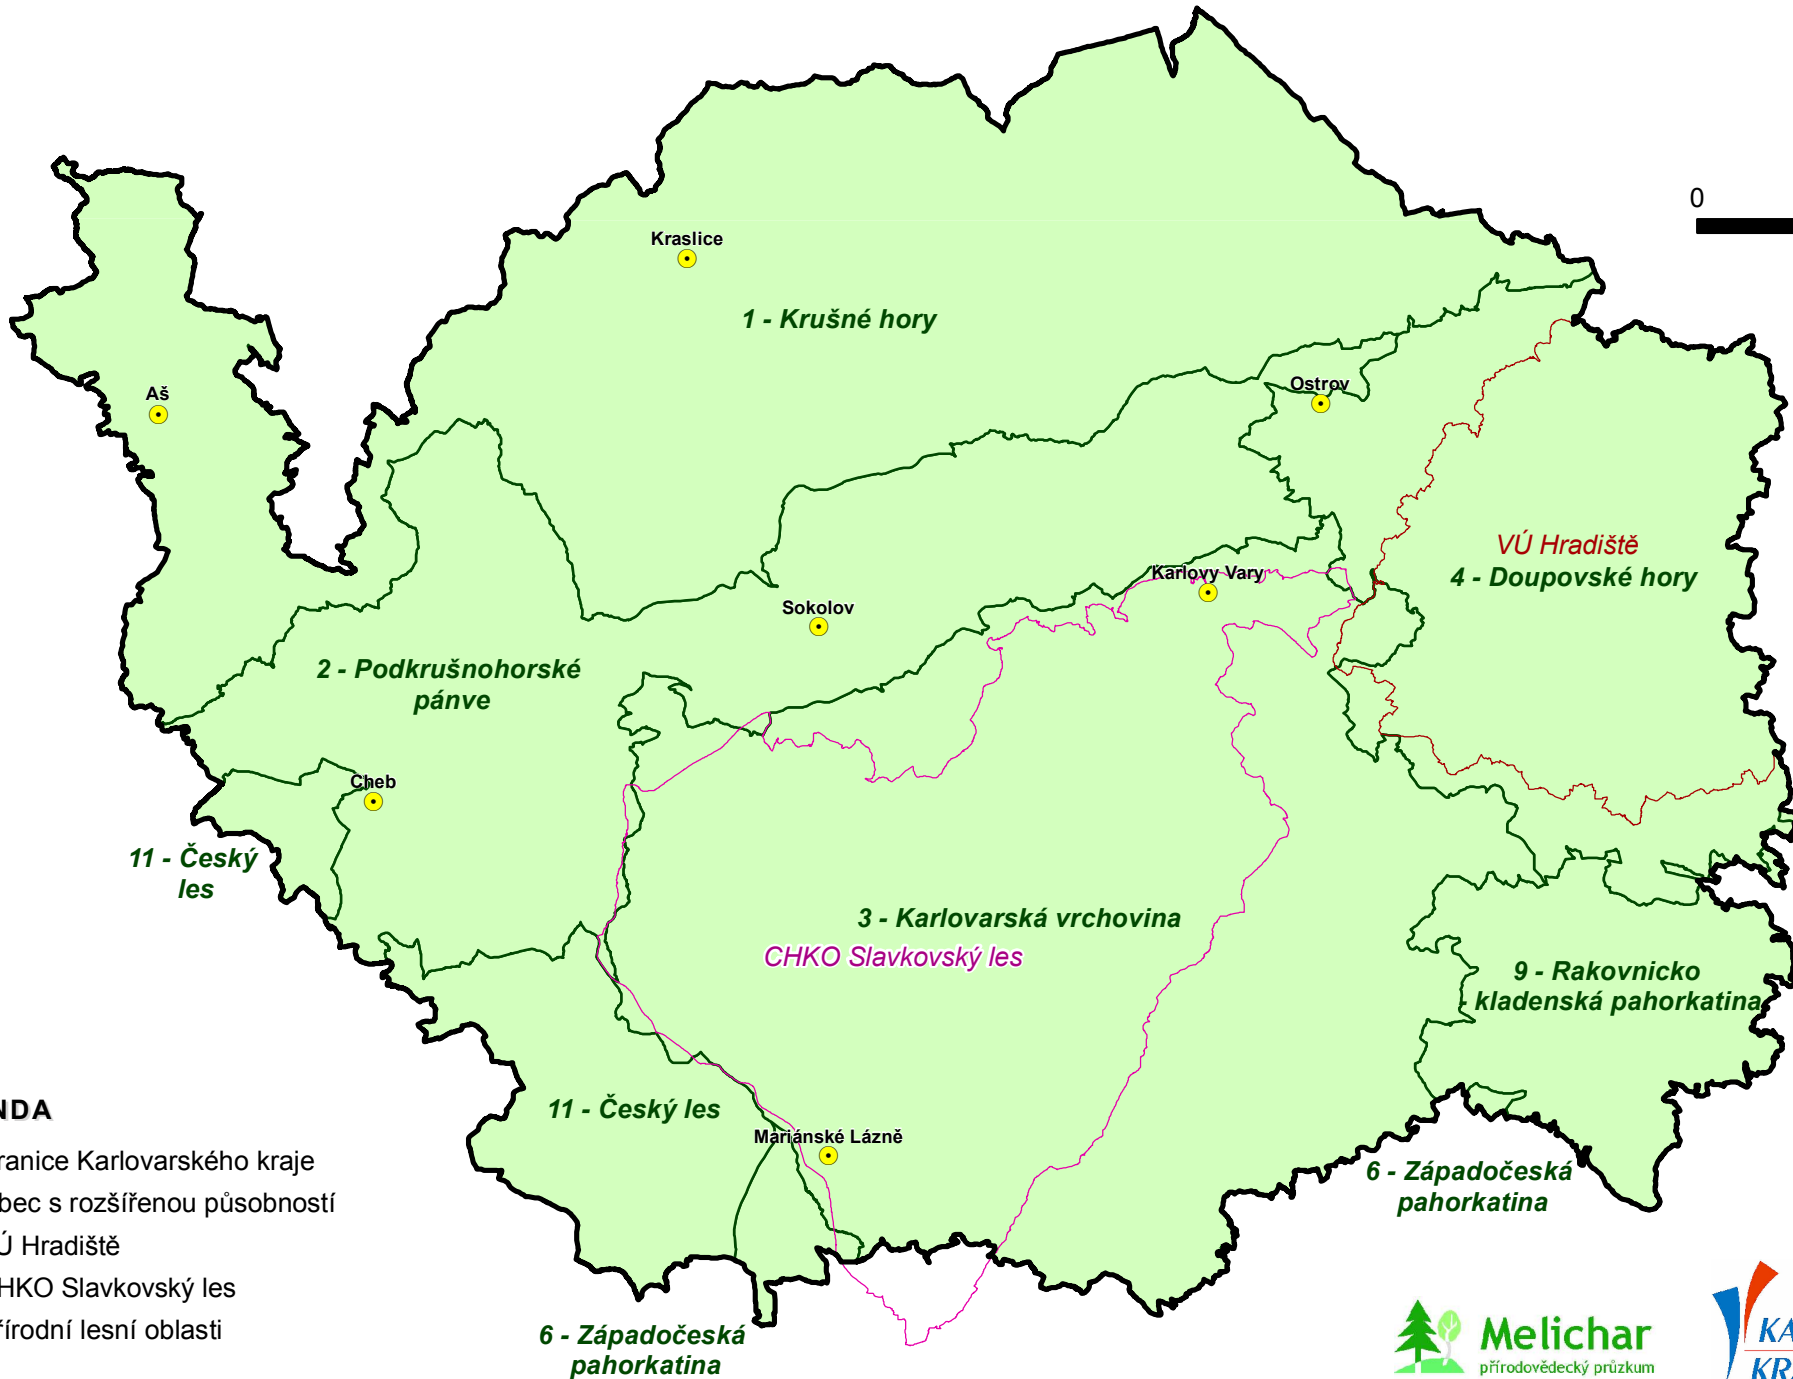 0
Kraslice
1 - Krušné hory
Ostrov
Aš
VÚ Hradiště
4 - Doupovské hory
Karlovy Vary
Sokolov
2 - Podkrušnohorské
pánve
Cheb
11 - Český
les
3 - Karlovarská vrchovina
CHKO Slavkovský les
9 - Rakovnicko
- kladenská pahorkatina
11 - Český les
Mariánské Lázně
6 - Západočeská
pahorkatina
6 - Západočeská
pahorkatina
NDA
ranice Karlovarského kraje
bec s rozšířenou působností
Ú Hradiště
HKO Slavkovský les
řírodní lesní oblasti
Melichar
přírodovědecký průzkum
KA
KR